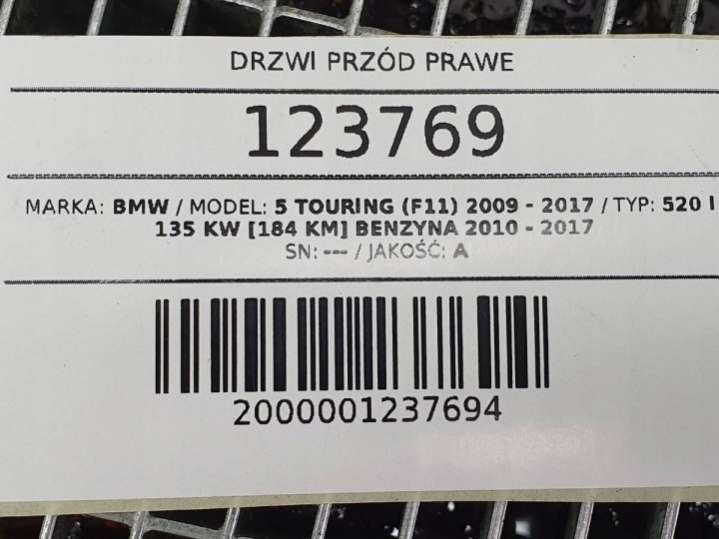 DRZWI PRZÓD PRAWE
123769
MARKA: BMW / MODEL: 5 TOURING (F11) 2009 - 2017 / TYP: 520 I
135 KW [184 KM] BENZYNA 2010 - 2017
SN: --- / JAKOŚĆ: A
2000001237694